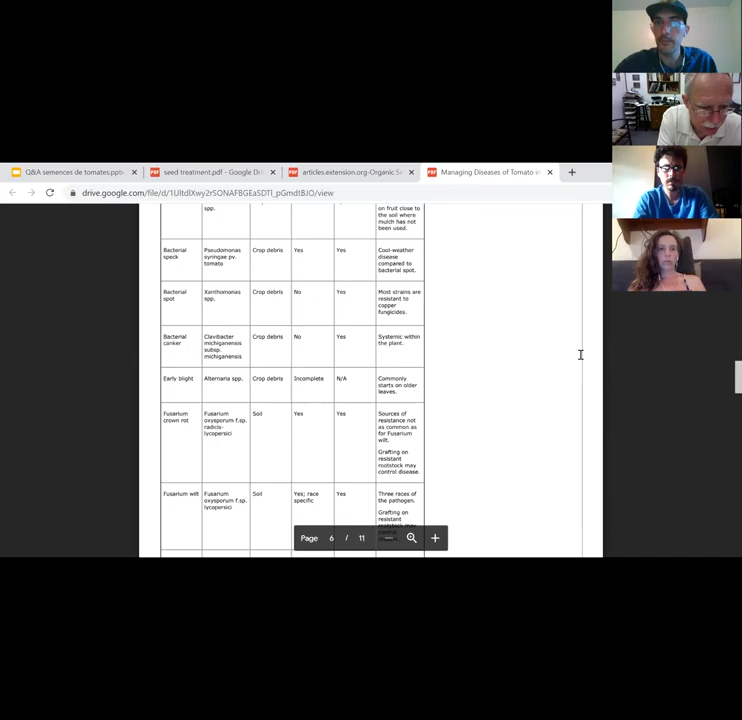 Q&A semences de tomates.pptx
seed treatment.pdf - Google Dri
articles.extension.org-Organic Se
Managing Diseases of Tomato in
drive.google.com/file/d/1UltdlXwy2rSONAFBGEaSDTl_pGmdtBJO/view
spp.
on fruit close to
the soil where
mulch has not
been used.
Bacterial
speck
Pseudomonas
syringae pv.
tomato
Crop debris
Yes
Yes
Cool-weather
disease
compared to
bacterial spot.
Bacterial
spot
Xanthomonas
spp.
Crop debris
No
Yes
Most strains are
resistant to
copper
fungicides.
Bacterial
canker
Clavibacter
michiganensis
subsp.
michiganensis
Crop debris
No
Yes
Systemic within
the plant.
Early blight
Alternaria spp.
Crop debris
Incomplete
N/A
Commonly
starts on older
leaves.
Fusarium
crown rot
Fusarium
oxysporum f.sp.
radicis-
lycopersici
Soil
Yes
Yes
Sources of
resistance not
as common as
for Fusarium
wilt.
Grafting on
resistant
rootstock may
control disease.
Fusarium wilt
Fusarium
oxysporum f.sp.
lycopersici
Soil
Yes; race
specific
Yes
Three races of
the pathogen.
Grafting on
resistant
rootstock may
control
Page 6 / 11